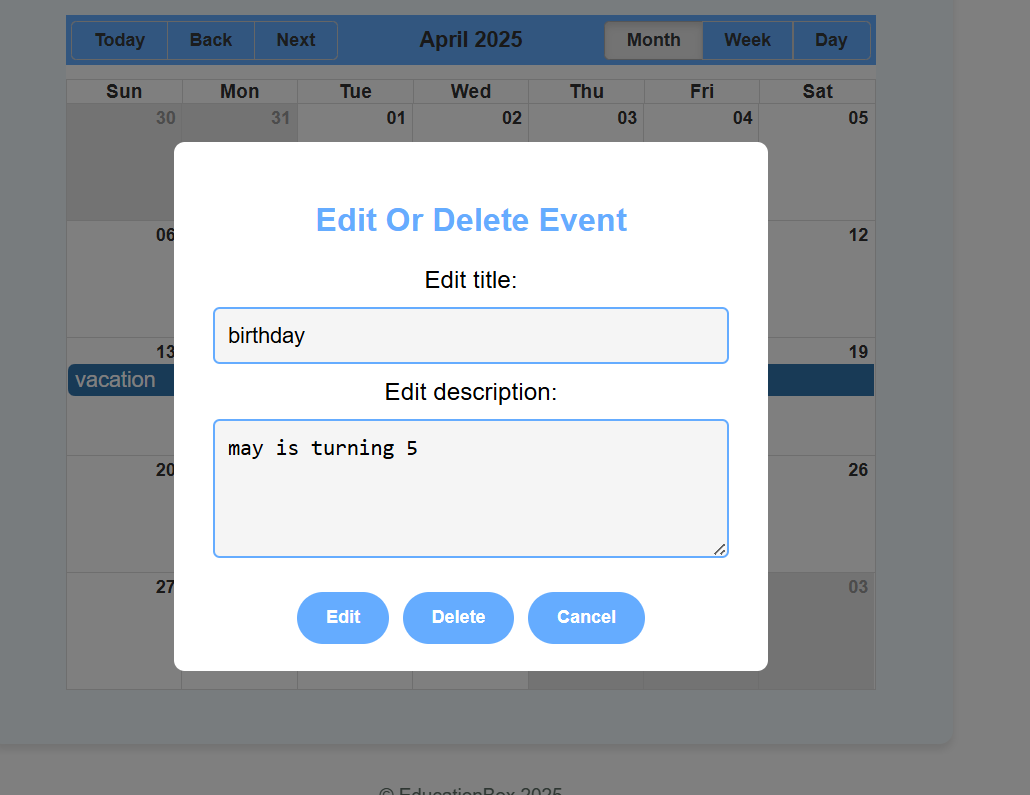 Today Back Next April 2025 Month Week Day
Sun Mon Tue Wed Thu Fri Sat
30 31 01 02 03 04 05
Edit Or Delete Event
06 12
Edit title:
birthday
13 19
vacation
Edit description:
may is turning 5
20 26
27 03
Edit Delete Cancel
© EducationBox 2025